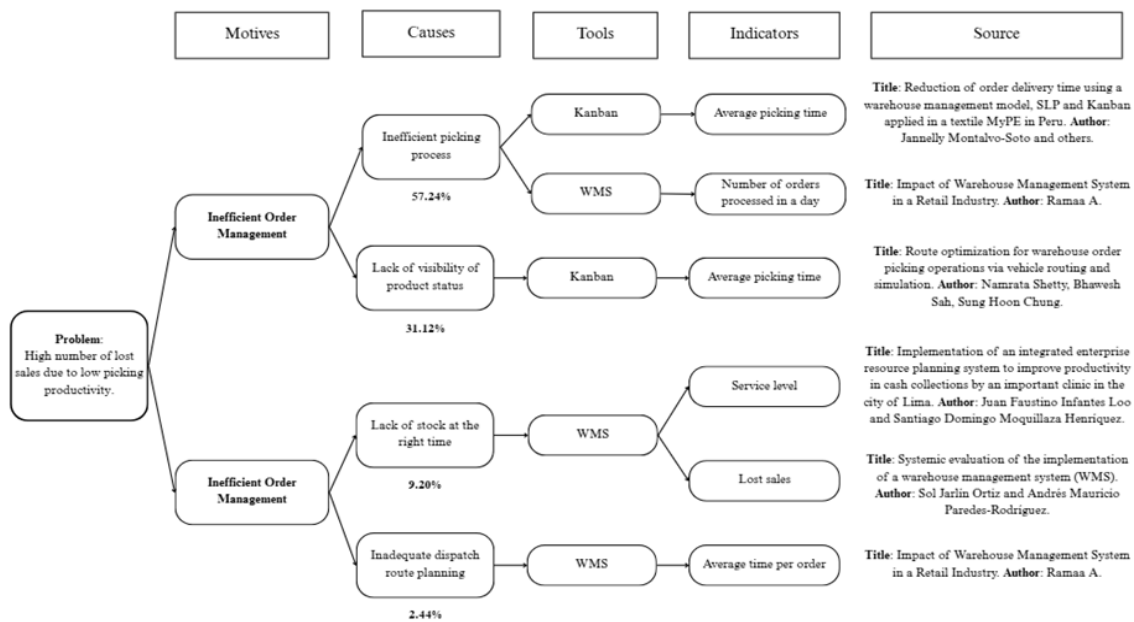 Motives
Causes
Tools
Indicators
Source
Problem:
High number of lost
sales due to low picking
productivity.
Inefficient Order
Management
Inefficient picking
process
57.24%
Kanban
Average picking time
Title: Reduction of order delivery time using a
warehouse management model, SLP and Kanban
applied in a textile MyPE in Peru. Author:
Jannelly Montalvo-Soto and others.
WMS
Number of orders
processed in a day
Title: Impact of Warehouse Management System
in a Retail Industry. Author: Ramaa A.
Lack of visibility of
product status
31.12%
Kanban
Average picking time
Title: Route optimization for warehouse order
picking operations via vehicle routing and
simulation. Author: Namrata Shetty, Bhawesh
Sah, Sung Hoon Chung.
Inefficient Order
Management
Lack of stock at the
right time
9.20%
WMS
Service level
Title: Implementation of an integrated enterprise
resource planning system to improve productivity
in cash collections by an important clinic in the
city of Lima. Author: Juan Faustino Infantes Loo
and Santiago Domingo Moquillaza Henríquez.
Lost sales
Title: Systemic evaluation of the implementation
of a warehouse management system (WMS).
Author: Sol Jarlín Ortiz and Andrés Mauricio
Paredes-Rodríguez.
Inadequate dispatch
route planning
2.44%
WMS
Average time per order
Title: Impact of Warehouse Management System
in a Retail Industry. Author: Ramaa A.